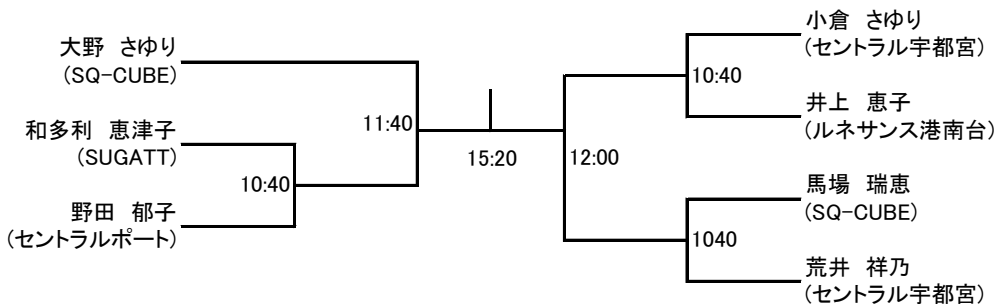 大野　さゆり
(SQ-CUBE)
和多利　恵津子
(SUGATT)
野田　郁子
(セントラルポート)
10:40
11:40
15:20
12:00
小倉　さゆり
(セントラル宇都宮)
10:40
井上　恵子
(ルネサンス港南台)
馬場　瑞恵
(SQ-CUBE)
1040
荒井　祥乃
(セントラル宇都宮)